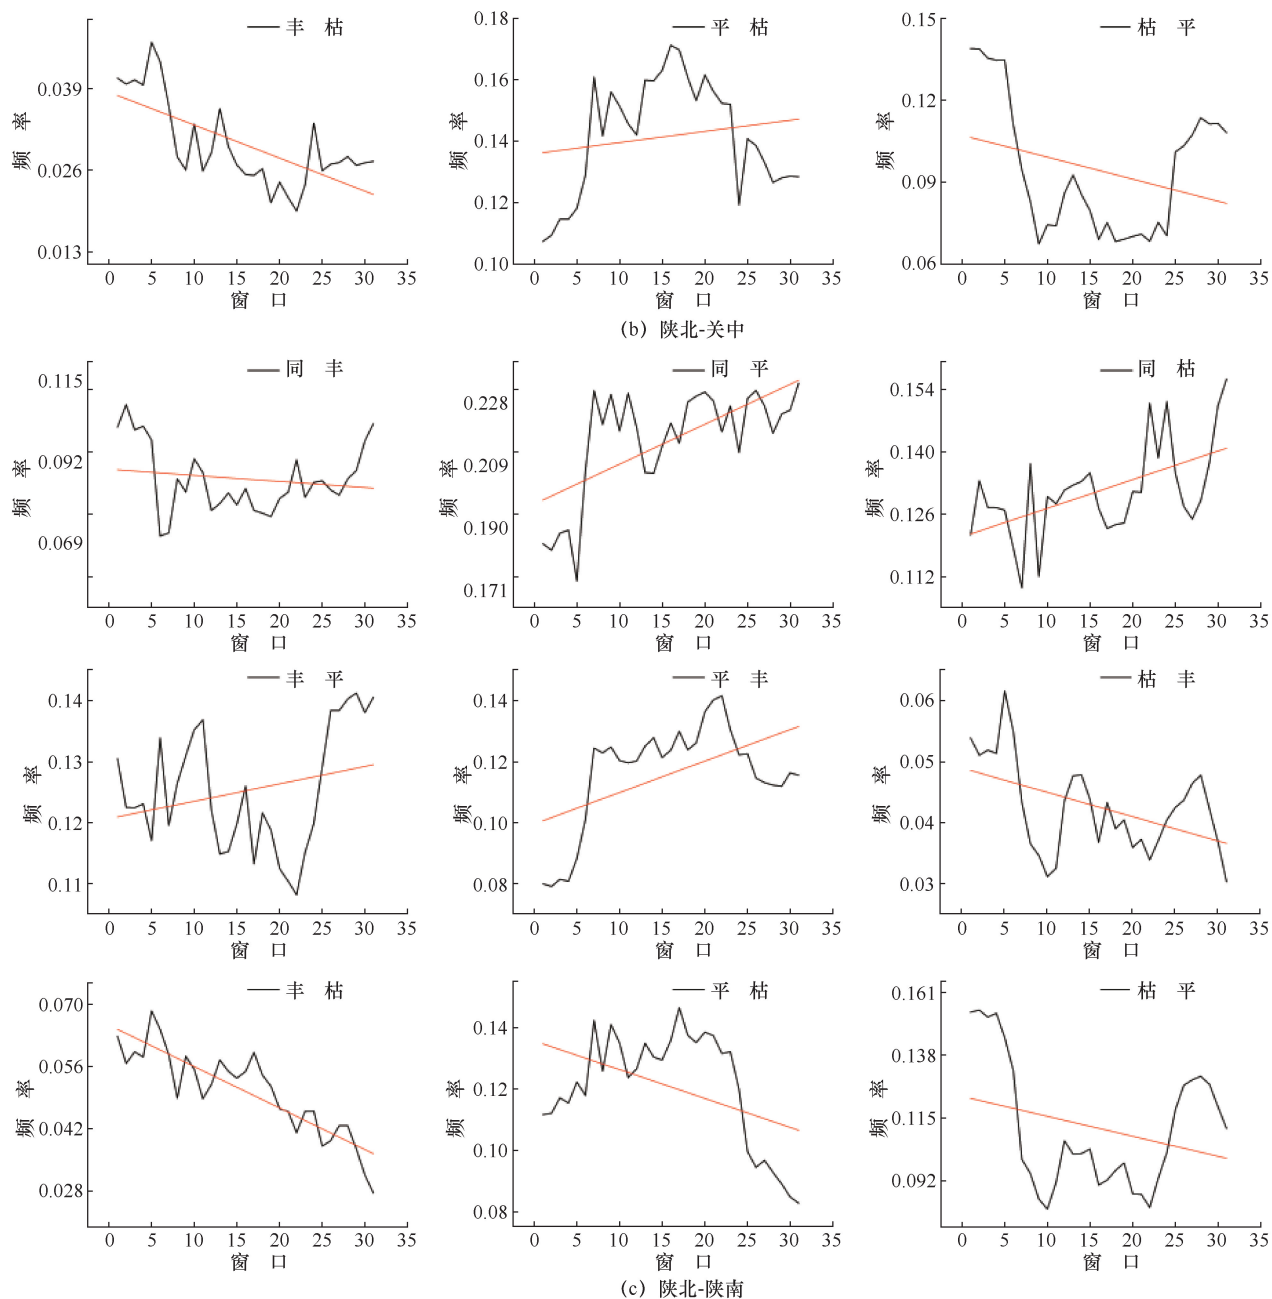 丰 枯
0.039
0.026
0.013
频 率
0 5 10 15 20 25 30 35
窗 口
平 枯
0.18
0.16
0.14
0.12
0.10
频 率
0 5 10 15 20 25 30 35
窗 口
枯 平
0.15
0.12
0.09
0.06
频 率
0 5 10 15 20 25 30 35
窗 口
(b) 陕北-关中
同 丰
0.115
0.092
0.069
频 率
0 5 10 15 20 25 30 35
窗 口
同 平
0.228
0.209
0.190
0.171
频 率
0 5 10 15 20 25 30 35
窗 口
同 枯
0.154
0.140
0.126
0.112
频 率
0 5 10 15 20 25 30 35
窗 口
丰 平
0.14
0.13
0.12
0.11
频 率
0 5 10 15 20 25 30 35
窗 口
平 丰
0.14
0.12
0.10
0.08
频 率
0 5 10 15 20 25 30 35
窗 口
枯 丰
0.06
0.05
0.04
0.03
频 率
0 5 10 15 20 25 30 35
窗 口
丰 枯
0.070
0.056
0.042
0.028
频 率
0 5 10 15 20 25 30 35
窗 口
平 枯
0.14
0.12
0.10
0.08
频 率
0 5 10 15 20 25 30 35
窗 口
枯 平
0.161
0.138
0.115
0.092
频 率
0 5 10 15 20 25 30 35
窗 口
(c) 陕北-陕南